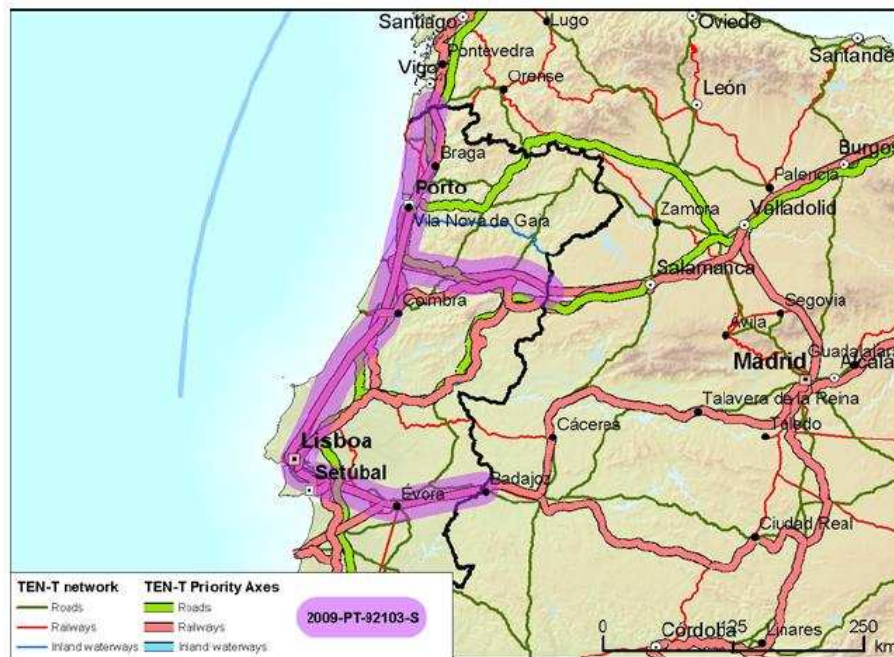 Santiago
Lugo
Oviedo
Santande
Pontevedra
Vigo
Orense
León
Burgos
Braga
Palencia
Porto
Vila Nova de Gaia
Zamora
Valladolid
Salamanca
Coimbra
Segovia
Ávila
Guadalajara
Madrid
Alcalá
Talavera de la Reina
Toledo
Cáceres
Lisboa
Setúbal
Évora
Badajoz
Ciudad Real
TEN-T network
Roads
Railways
Inland waterways
TEN-T Priority Axes
Roads
Railways
Inland waterways
2009-PT-92103-S
Córdoba
Linares
0 125 250
km